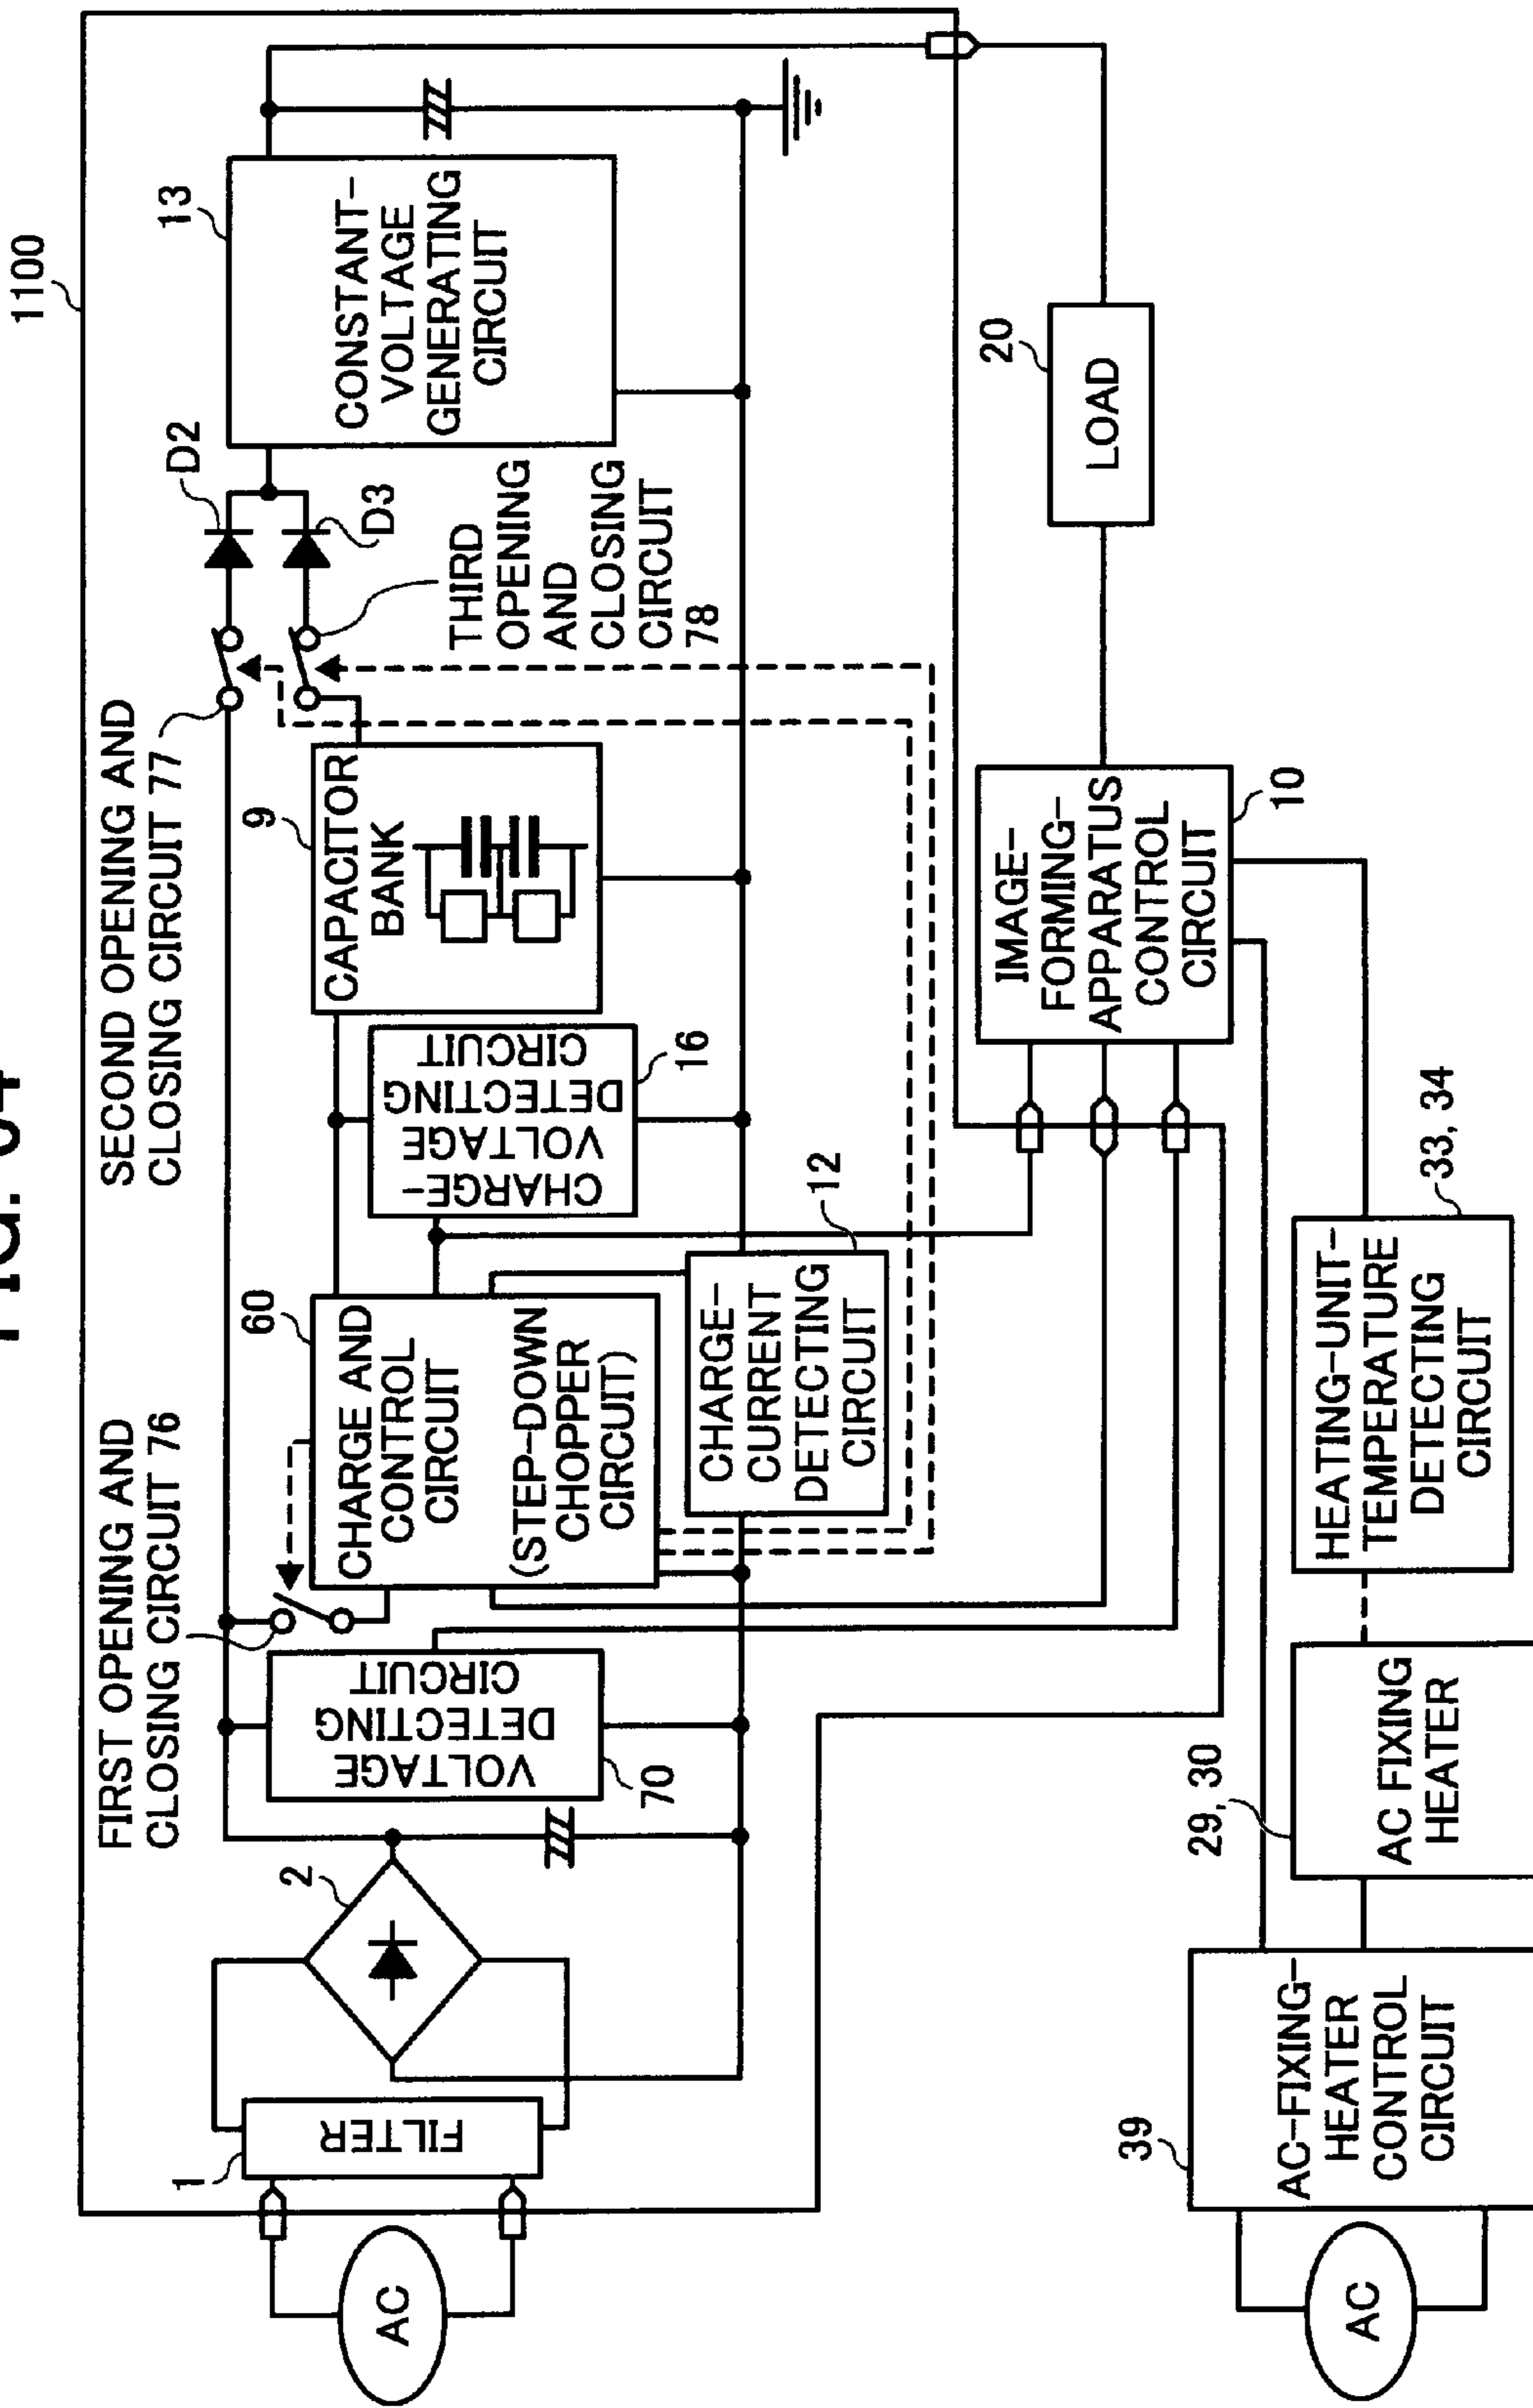 1100
SECOND OPENING AND
CLOSING CIRCUIT 77
FIRST OPENING AND
CLOSING CIRCUIT 76
D2
13
CONSTANT-
VOLTAGE
GENERATING
CIRCUIT
D3
THIRD
OPENING
AND
CLOSING
CIRCUIT
78
9
CAPACITOR
BANK
CHARGE-
VOLTAGE
DETECTING
CIRCUIT
16
60
CHARGE AND
CONTROL
CIRCUIT
(STEP-DOWN
CHOPPER
CIRCUIT)
12
CHARGE-
CURRENT
DETECTING
CIRCUIT
VOLTAGE
DETECTING
CIRCUIT
70
2
1
FILTER
AC
20
LOAD
IMAGE-
FORMING-
APPARATUS
CONTROL
CIRCUIT
10
33, 34
HEATING-UNIT-
TEMPERATURE
DETECTING
CIRCUIT
29, 30
AC FIXING
HEATER
39
AC-FIXING-
HEATER
CONTROL
CIRCUIT
AC